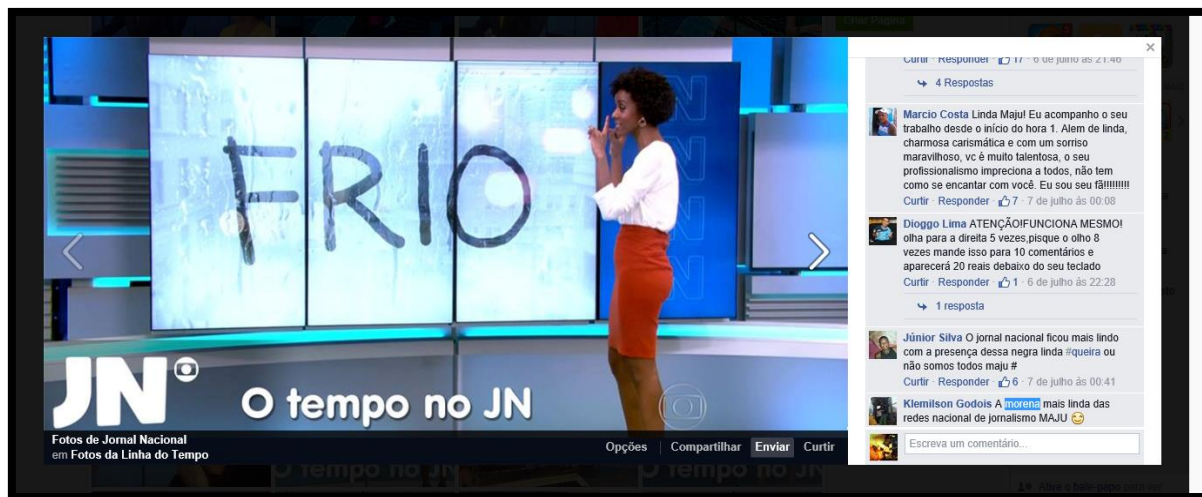 Criar Página
FRIO
JN
O tempo no JN
Fotos de Jornal Nacional
em Fotos da Linha do Tempo
Opções Compartilhar Enviar Curtir
×
Curtir · Responder · 17 · 6 de julho às 21:46
4 Respostas
Marcio Costa Linda Maju! Eu acompanho o seu
trabalho desde o início do hora 1. Alem de linda,
charmosa carismática e com um sorriso
maravilhoso, vc é muito talentosa, o seu
profissionalismo impreciona a todos, não tem
como se encantar com você. Eu sou seu fã!!!!!!!!!
Curtir · Responder · 7 · 7 de julho às 00:08
Dioggo Lima ATENÇÃO!FUNCIONA MESMO!
olha para a direita 5 vezes,pisque o olho 8
vezes mande isso para 10 comentários e
aparecerá 20 reais debaixo do seu teclado
Curtir · Responder · 1 · 6 de julho às 22:28
1 resposta
Júnior Silva O jornal nacional ficou mais lindo
com a presença dessa negra linda #queira ou
não somos todos maju #
Curtir · Responder · 6 · 7 de julho às 00:41
Klemilson Godois A morena mais linda das
redes nacional de jornalismo MAJU
Escreva um comentário...